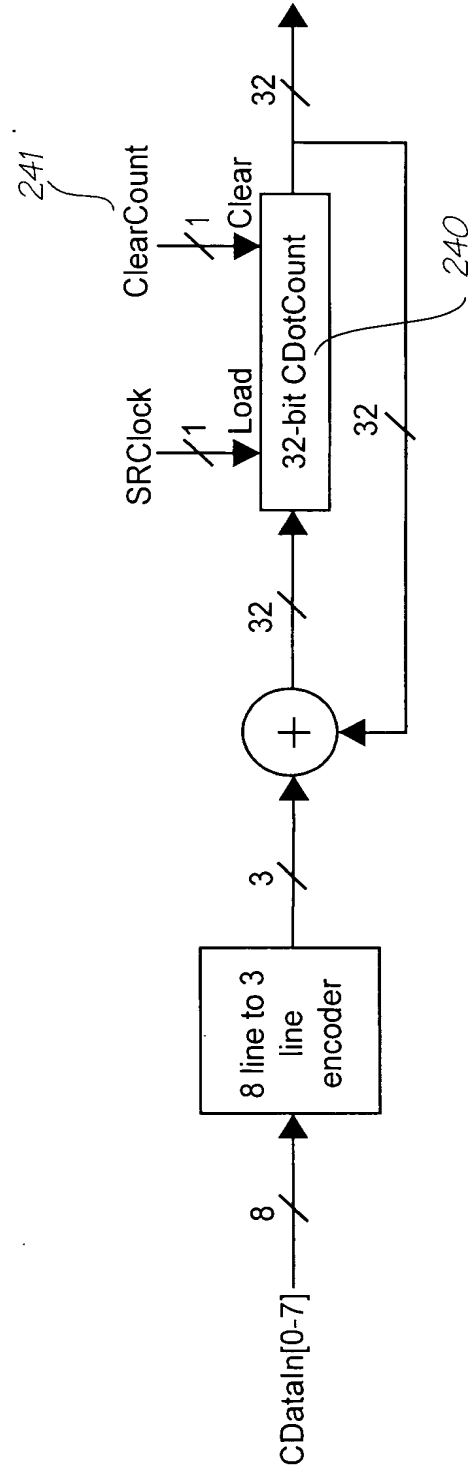 CDataIn[0-7]
8
8 line to 3
line
encoder
3
+
32
SRClock
1
Load
241
ClearCount
1
Clear
32-bit CDotCount
240
32
32